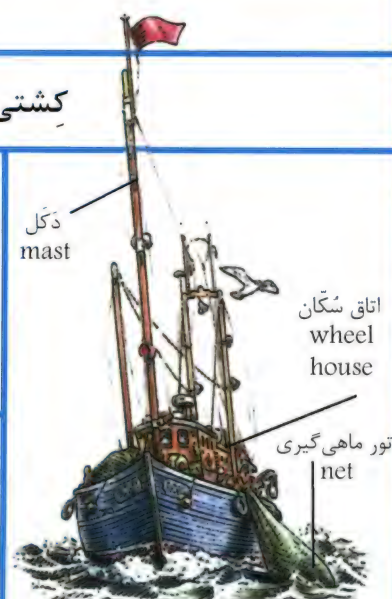 کِشتی
دَکَل
mast
اتاق سُکّان
wheel
house
تور ماهی‌گیری
net